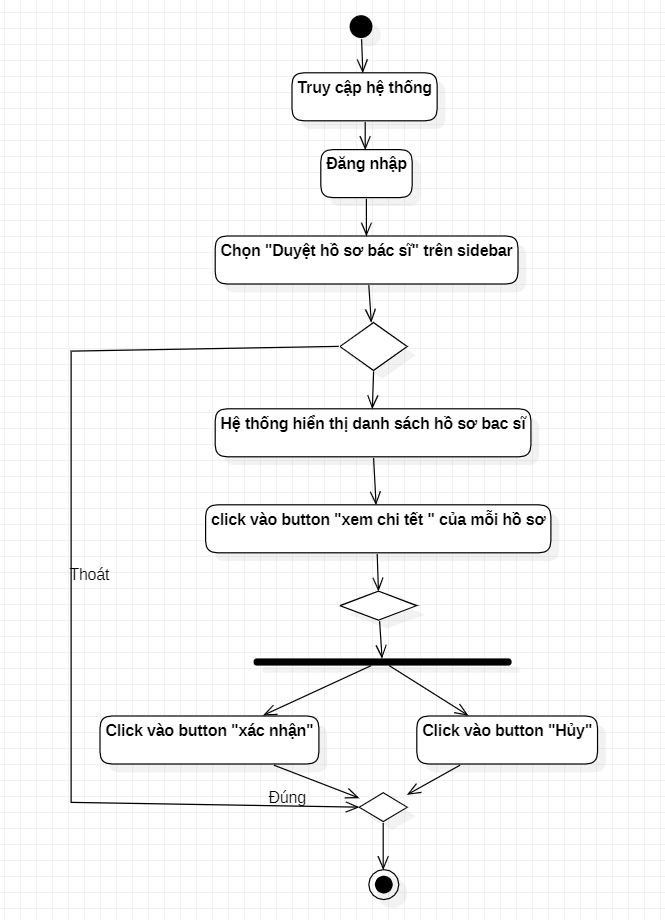 Truy cập hệ thống
Đăng nhập
Chọn "Duyệt hồ sơ bác sĩ" trên sidebar
Hệ thống hiển thị danh sách hồ sơ bac sĩ
click vào button "xem chi tết " của mỗi hồ sơ
Thoát
Click vào button "xác nhận"
Click vào button "Hủy"
Đúng